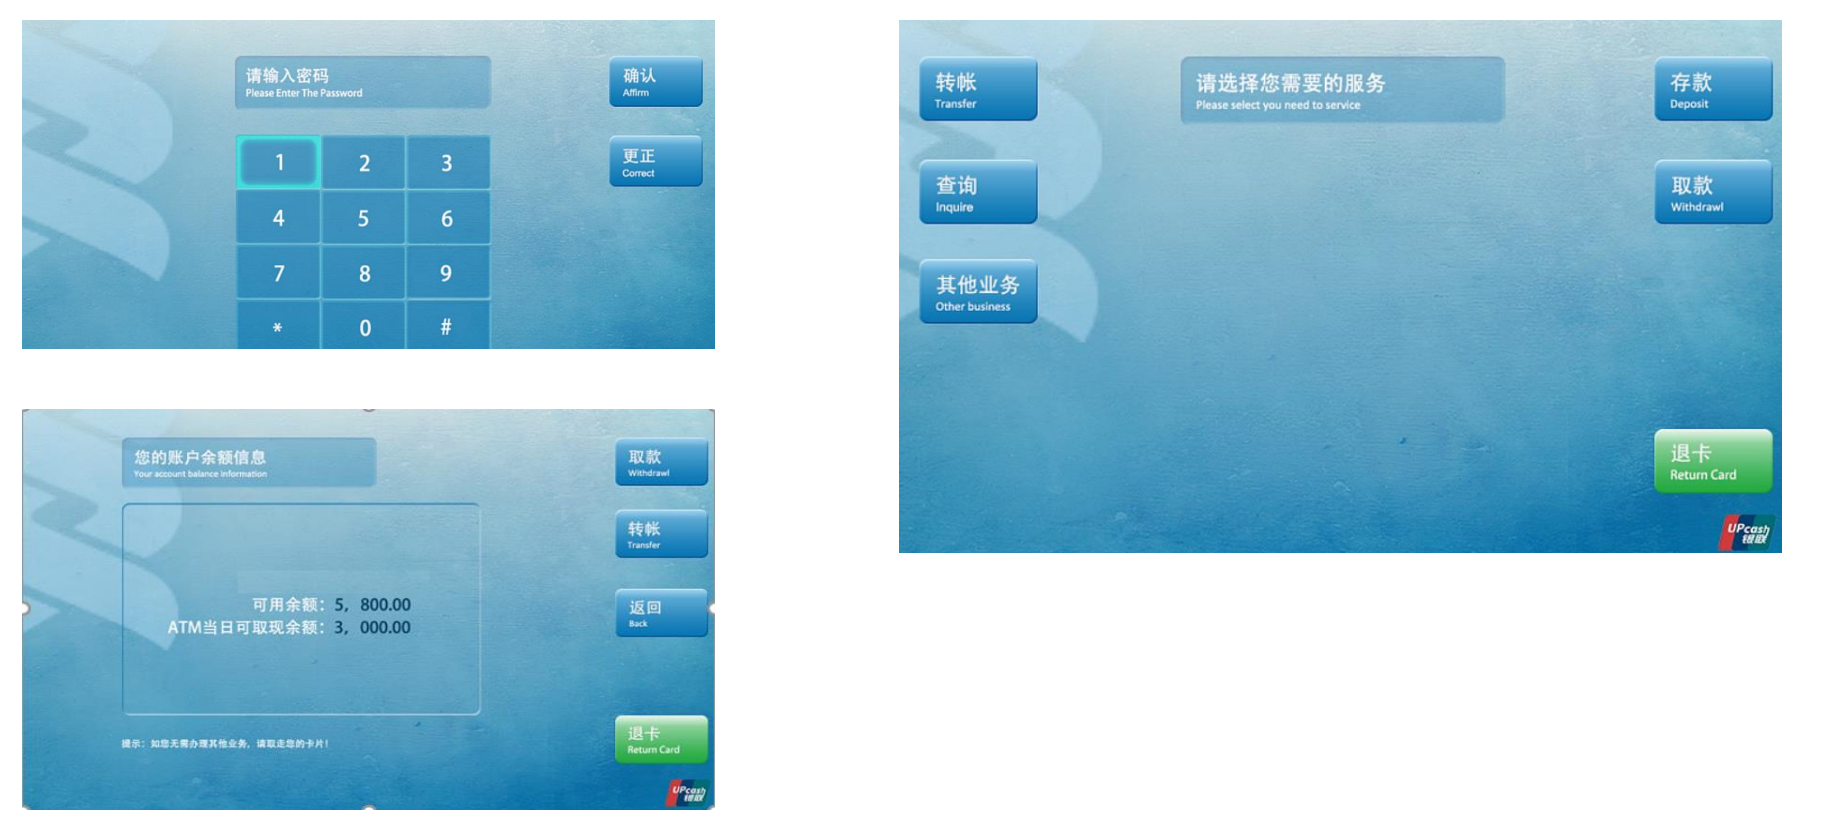 请输入密码
Please Enter The Password
确认
Affirm
更正
Correct
1 2 3
4 5 6
7 8 9
* 0 #
转帐
Transfer
请选择您需要的服务
Please select you need to service
存款
Deposit
查询
Inquire
取款
Withdrawl
其他业务
Other business
退卡
Return Card
UPcash
银联
您的账户余额信息
Your account balance information
取款
Withdrawl
转帐
Transfer
可用余额：5，800.00
ATM当日可取现余额：3，000.00
返回
Back
退卡
Return Card
提示：如您无需办理其他业务，请取走您的卡片！
UPcash
银联